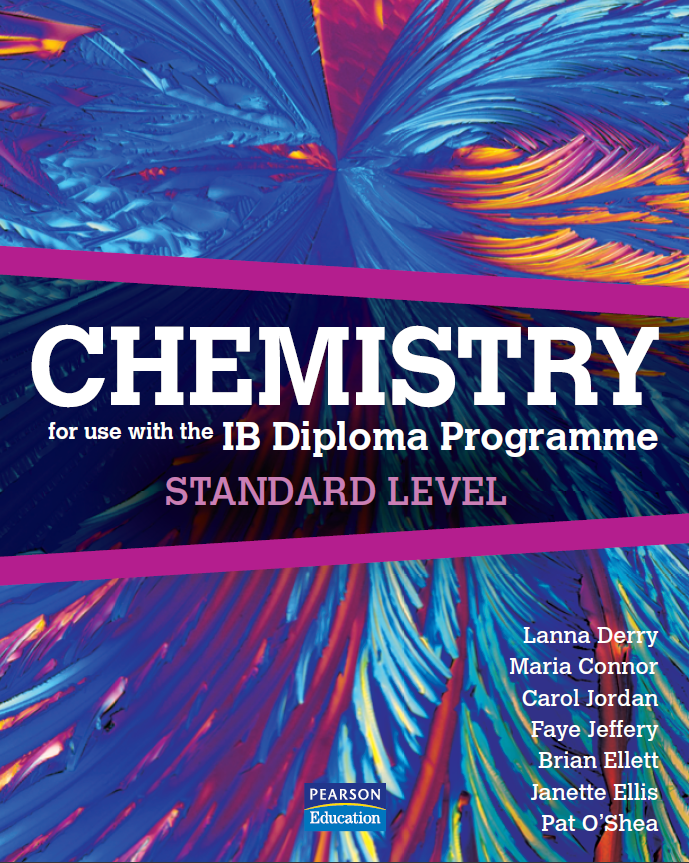 CHEMISTRY
for use with the IB Diploma Programme
STANDARD LEVEL
Lanna Derry
Maria Connor
Carol Jordan
Faye Jeffery
Brian Ellett
Janette Ellis
Pat O’Shea
PEARSON
Education